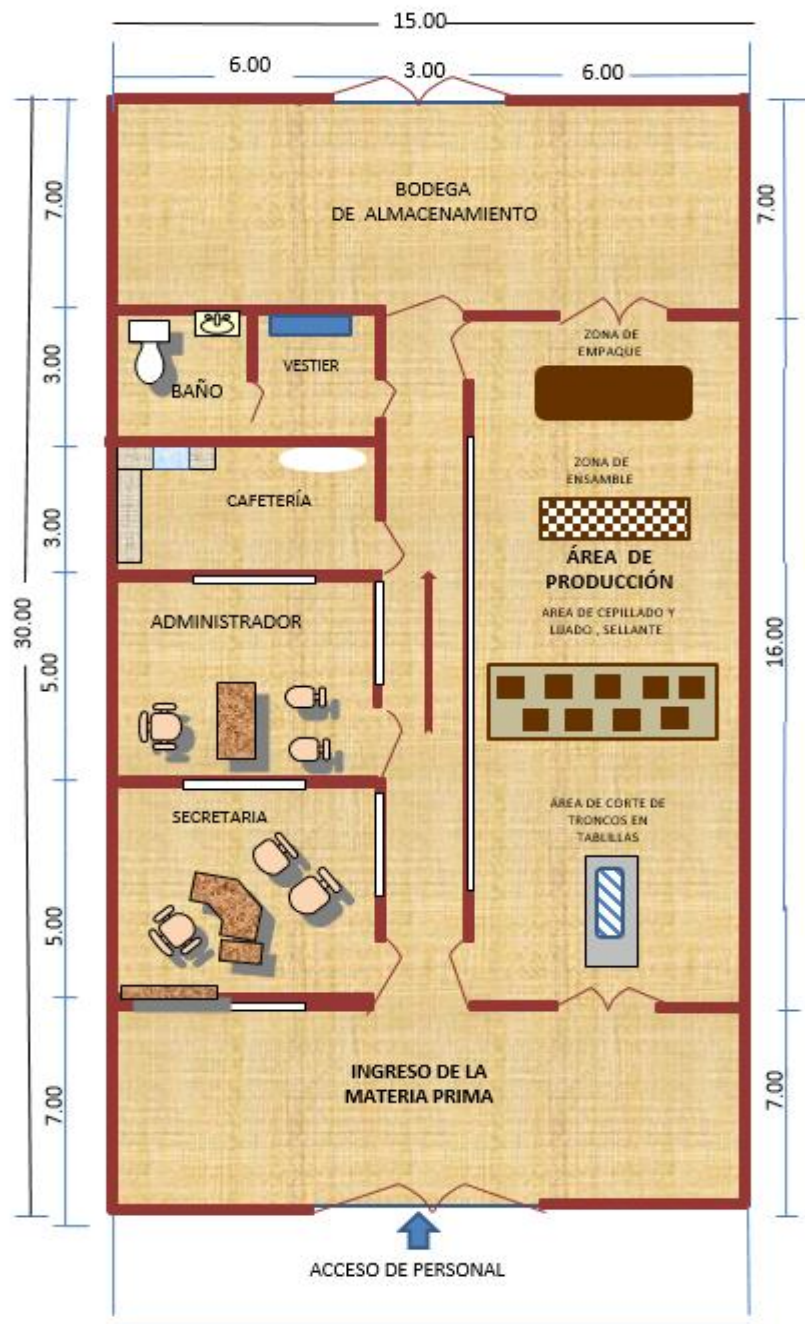 15.00
6.00
3.00
6.00
7.00
3.00
3.00
5.00
5.00
7.00
30.00
7.00
16.00
7.00
BODEGA
DE ALMACENAMIENTO
BAÑO
VESTIER
CAFETERÍA
ADMINISTRADOR
SECRETARIA
ZONA DE
EMPAQUE
ZONA DE
ENSAMBLE
ÁREA DE
PRODUCCIÓN
AREA DE CEPILLADO Y
LIJADO , SELLANTE
ÁREA DE CORTE DE
TRONCOS EN
TABLILLAS
INGRESO DE LA
MATERIA PRIMA
ACCESO DE PERSONAL